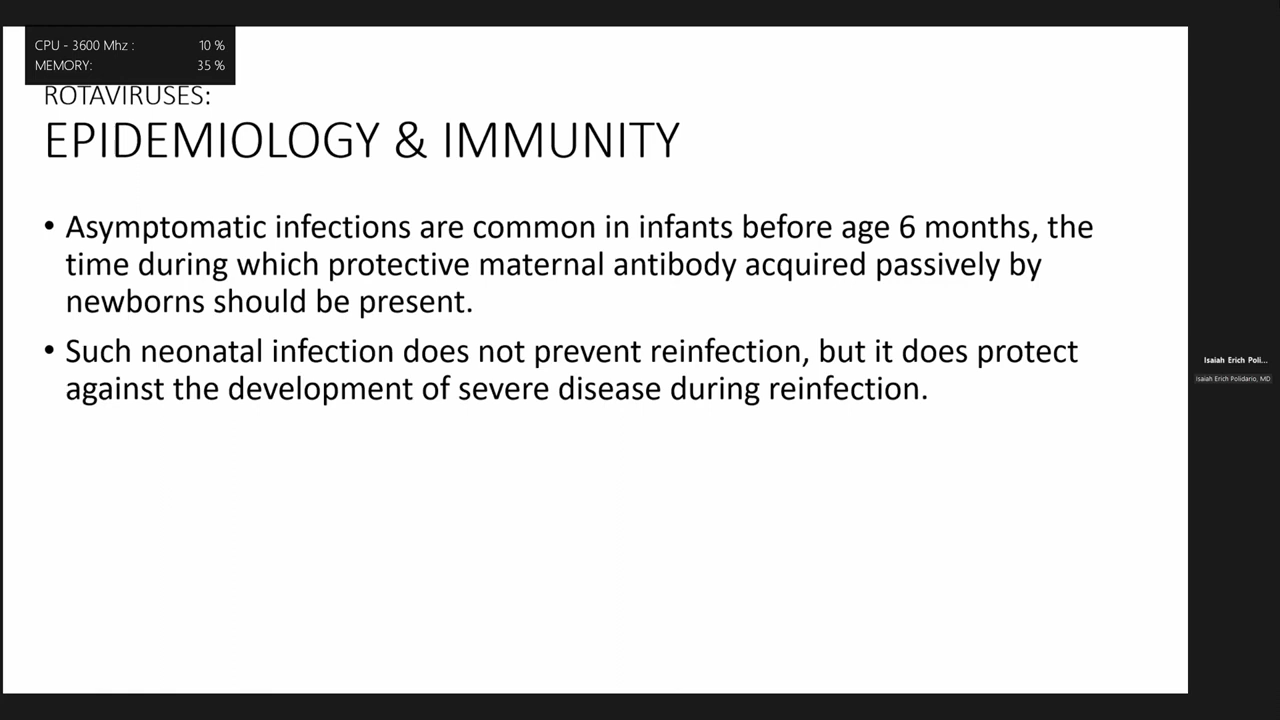 CPU - 3600 Mhz : 10 %
MEMORY: 35 %
ROTAVIRUSES:
EPIDEMIOLOGY & IMMUNITY
• Asymptomatic infections are common in infants before age 6 months, the
time during which protective maternal antibody acquired passively by
newborns should be present.
• Such neonatal infection does not prevent reinfection, but it does protect
against the development of severe disease during reinfection.
Isaiah Erich Poli...
Isaiah Erich Polidario, MD